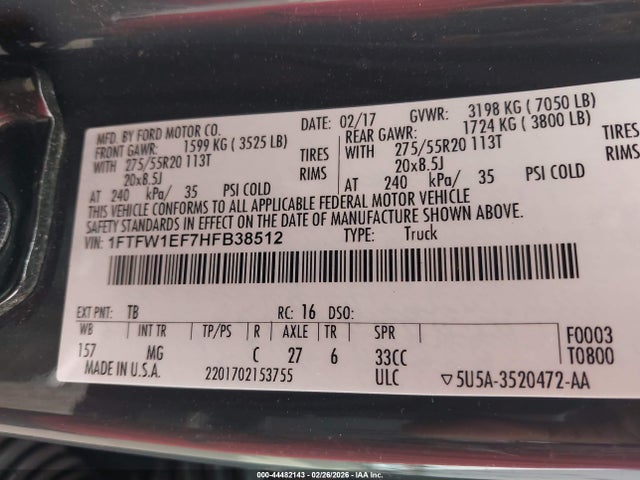 MFD. BY FORD MOTOR CO. DATE: 02/17 GVWR: 3198 KG ( 7050 LB)
FRONT GAWR: 1599 KG ( 3525 LB) REAR GAWR: 1724 KG ( 3800 LB)
WITH 275/55R20 113T TIRES WITH 275/55R20 113T TIRES
20x8.5J RIMS 20x8.5J RIMS
AT 240 kPa/ 35 PSI COLD AT 240 kPa/ 35 PSI COLD
THIS VEHICLE CONFORMS TO ALL APPLICABLE FEDERAL MOTOR VEHICLE
SAFETY STANDARDS IN EFFECT ON THE DATE OF MANUFACTURE SHOWN ABOVE.
VIN: 1FTFW1EF7HFB38512 TYPE: Truck
EXT PNT: TB RC: 16 DSO:
WB INT TR TP/PS R AXLE TR SPR F0003
157 MG C 27 6 33CC T0800
MADE IN U.S.A. 2201702153755 ULC ▽5U5A-3520472-AA
000-44482143 - 02/26/2026 - IAA Inc.